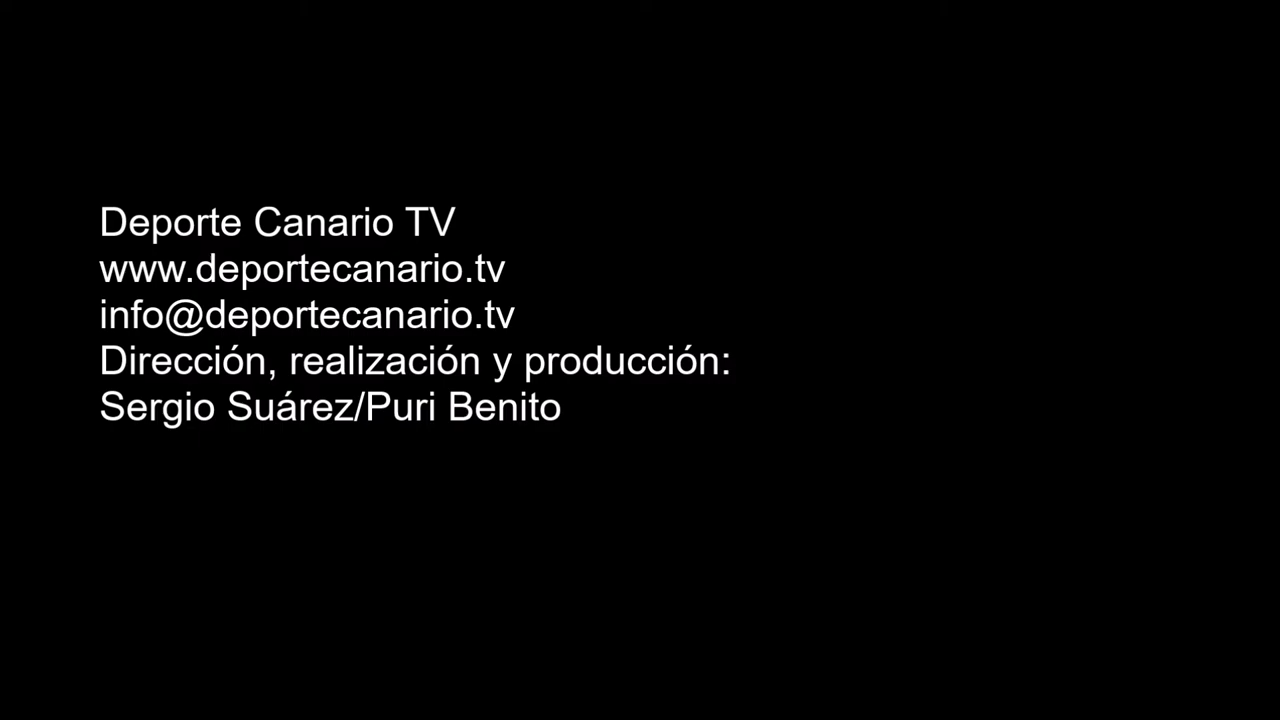 Deporte Canario TV
www.deportecanario.tv
info@deportecanario.tv
Dirección, realización y producción:
Sergio Suárez/Puri Benito